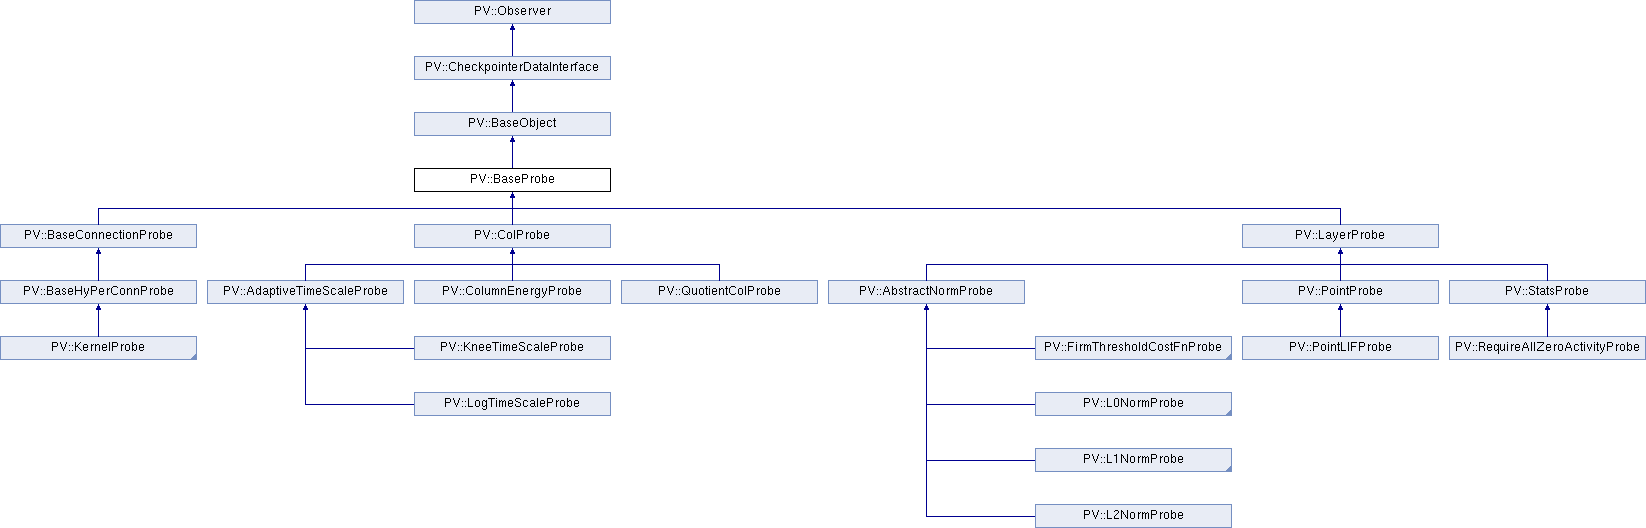 PV::Observer
PV::CheckpointerDataInterface
PV::BaseObject
PV::BaseProbe
PV::BaseConnectionProbe
PV::ColProbe
PV::LayerProbe
PV::BaseHyPerConnProbe
PV::AdaptiveTimeScaleProbe
PV::ColumnEnergyProbe
PV::QuotientColProbe
PV::AbstractNormProbe
PV::PointProbe
PV::StatsProbe
PV::KernelProbe
PV::KneeTimeScaleProbe
PV::FirmThresholdCostFnProbe
PV::PointLIFProbe
PV::RequireAllZeroActivityProbe
PV::LogTimeScaleProbe
PV::L0NormProbe
PV::L1NormProbe
PV::L2NormProbe